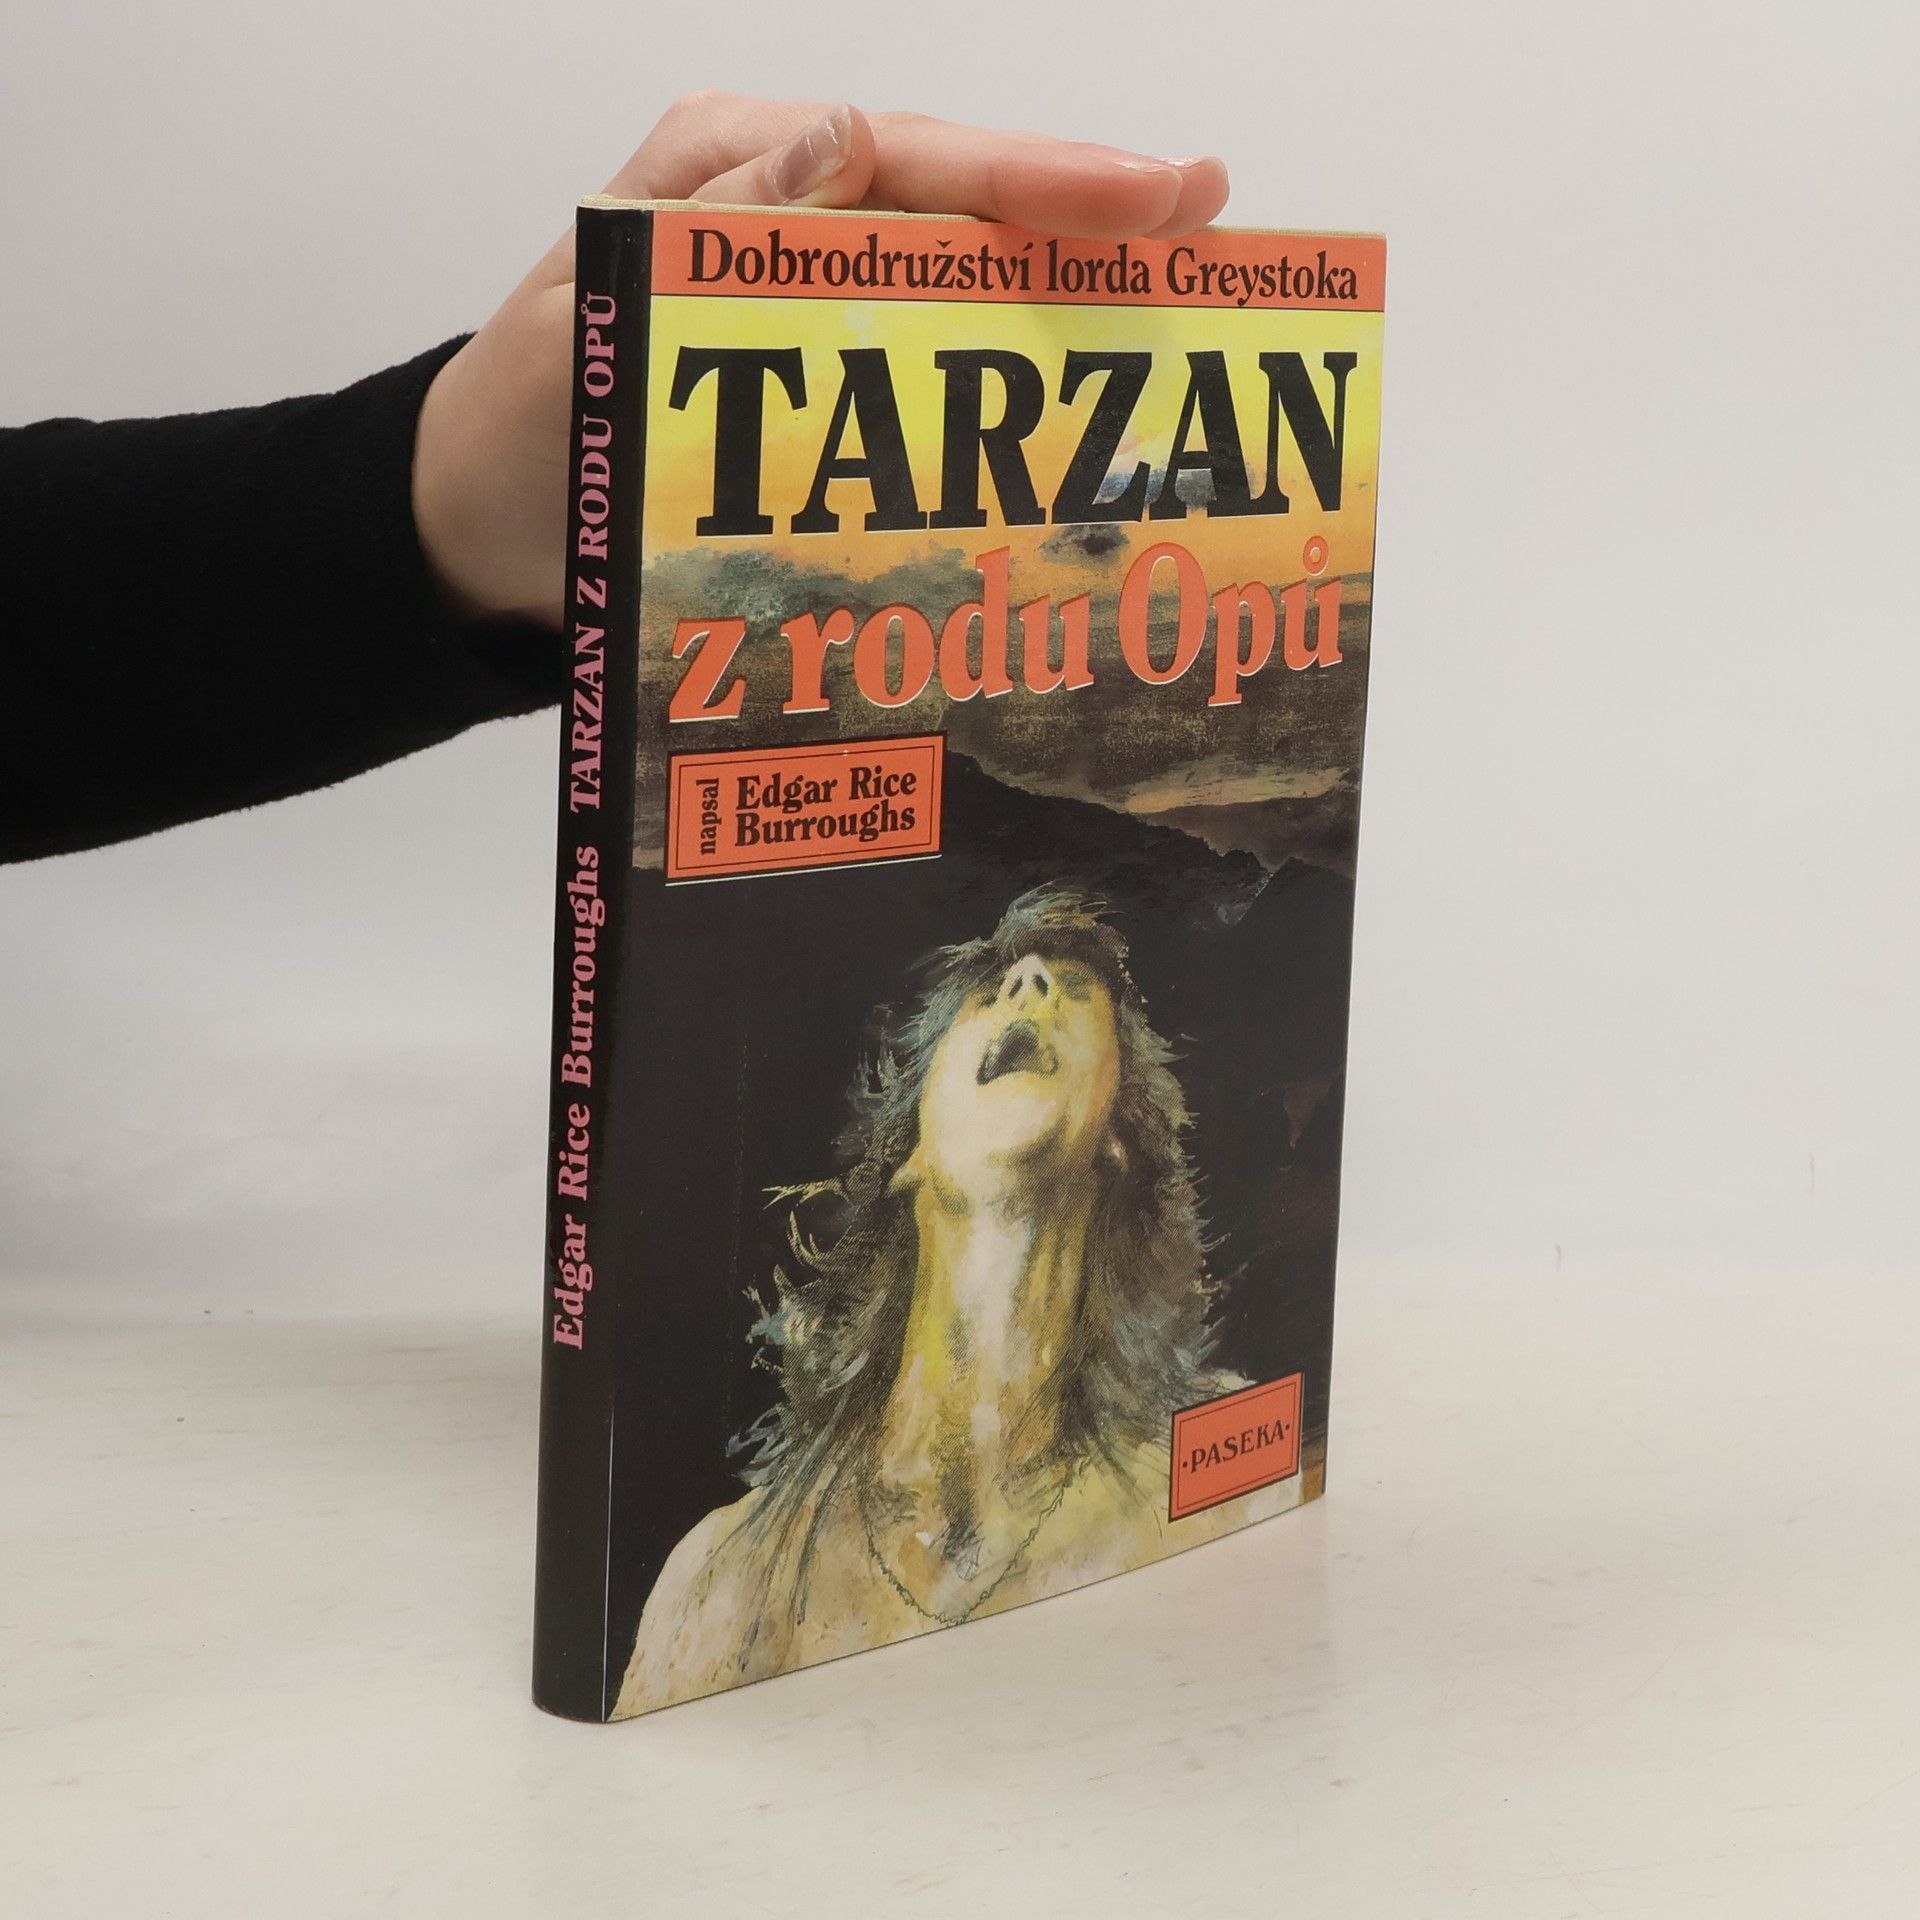 Dobrodružství lorda Greystoka
TARZAN
z rodu Opů
napsal
Edgar Rice
Burroughs
·PASEKA·
Edgar Rice Burroughs TARZAN Z RODU OPŮ